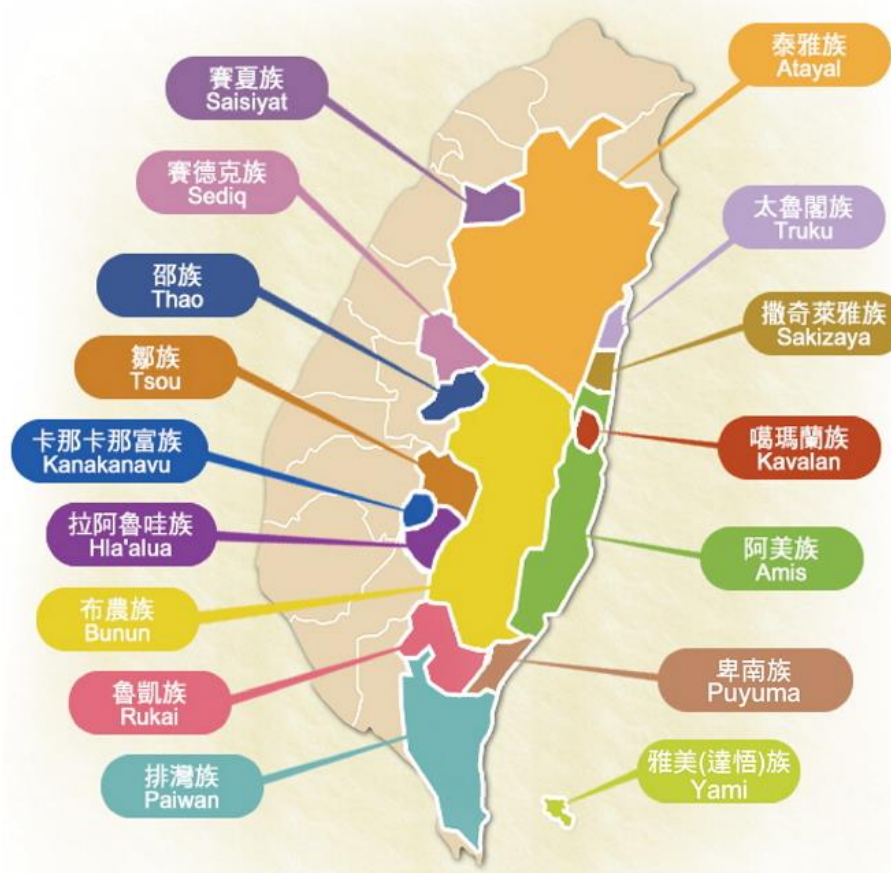 賽夏族
Saisiyat
賽德克族
Sediq
邵族
Thao
鄒族
Tsou
卡那卡那富族
Kanakanavu
拉阿魯哇族
Hla'alua
布農族
Bunun
魯凱族
Rukai
排灣族
Paiwan
泰雅族
Atayal
太魯閣族
Truku
撒奇萊雅族
Sakizaya
噶瑪蘭族
Kavalan
阿美族
Amis
卑南族
Puyuma
雅美(達悟)族
Yami